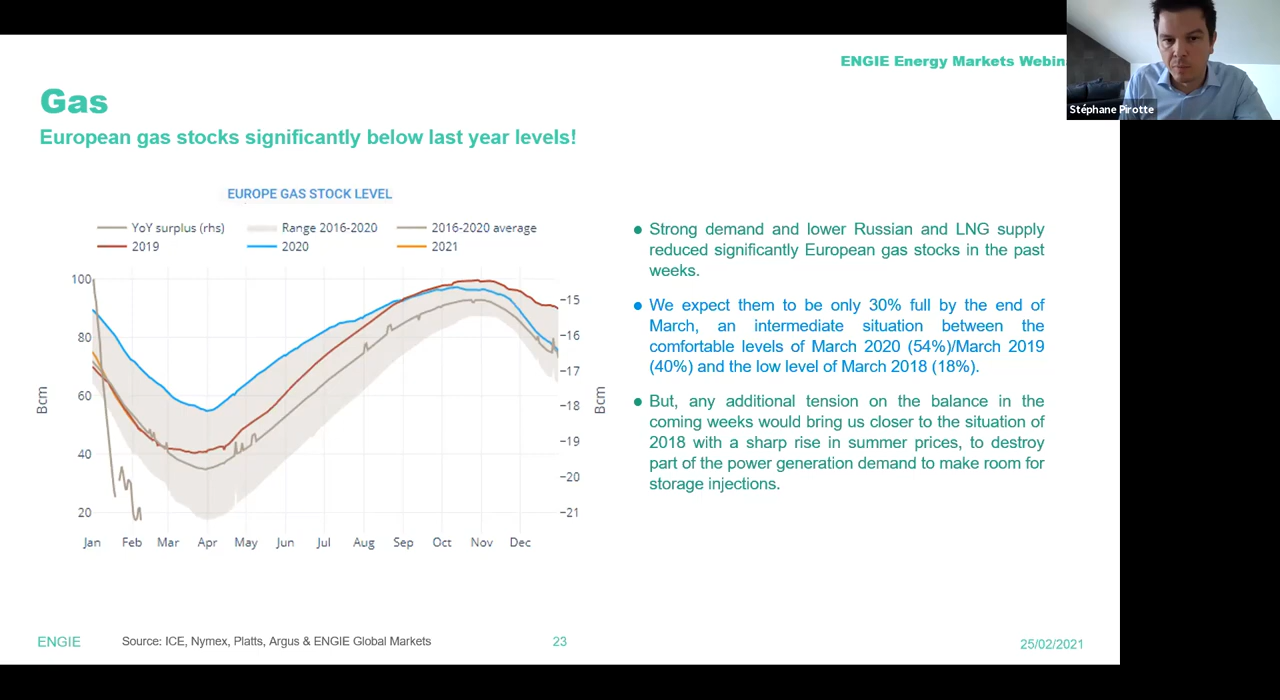 ENGIE Energy Markets Webin
Stéphane Pirotte
Gas
European gas stocks significantly below last year levels!
EUROPE GAS STOCK LEVEL
YoY surplus (rhs) Range 2016-2020 2016-2020 average
2019 2020 2021
100
80
60
40
20
Bcm
−15
−16
−17
−18
−19
−20
−21
Bcm
Jan Feb Mar Apr May Jun Jul Aug Sep Oct Nov Dec
● Strong demand and lower Russian and LNG supply
reduced significantly European gas stocks in the past
weeks.
● We expect them to be only 30% full by the end of
March, an intermediate situation between the
comfortable levels of March 2020 (54%)/March 2019
(40%) and the low level of March 2018 (18%).
● But, any additional tension on the balance in the
coming weeks would bring us closer to the situation of
2018 with a sharp rise in summer prices, to destroy
part of the power generation demand to make room for
storage injections.
ENGIE
Source: ICE, Nymex, Platts, Argus & ENGIE Global Markets
23
25/02/2021